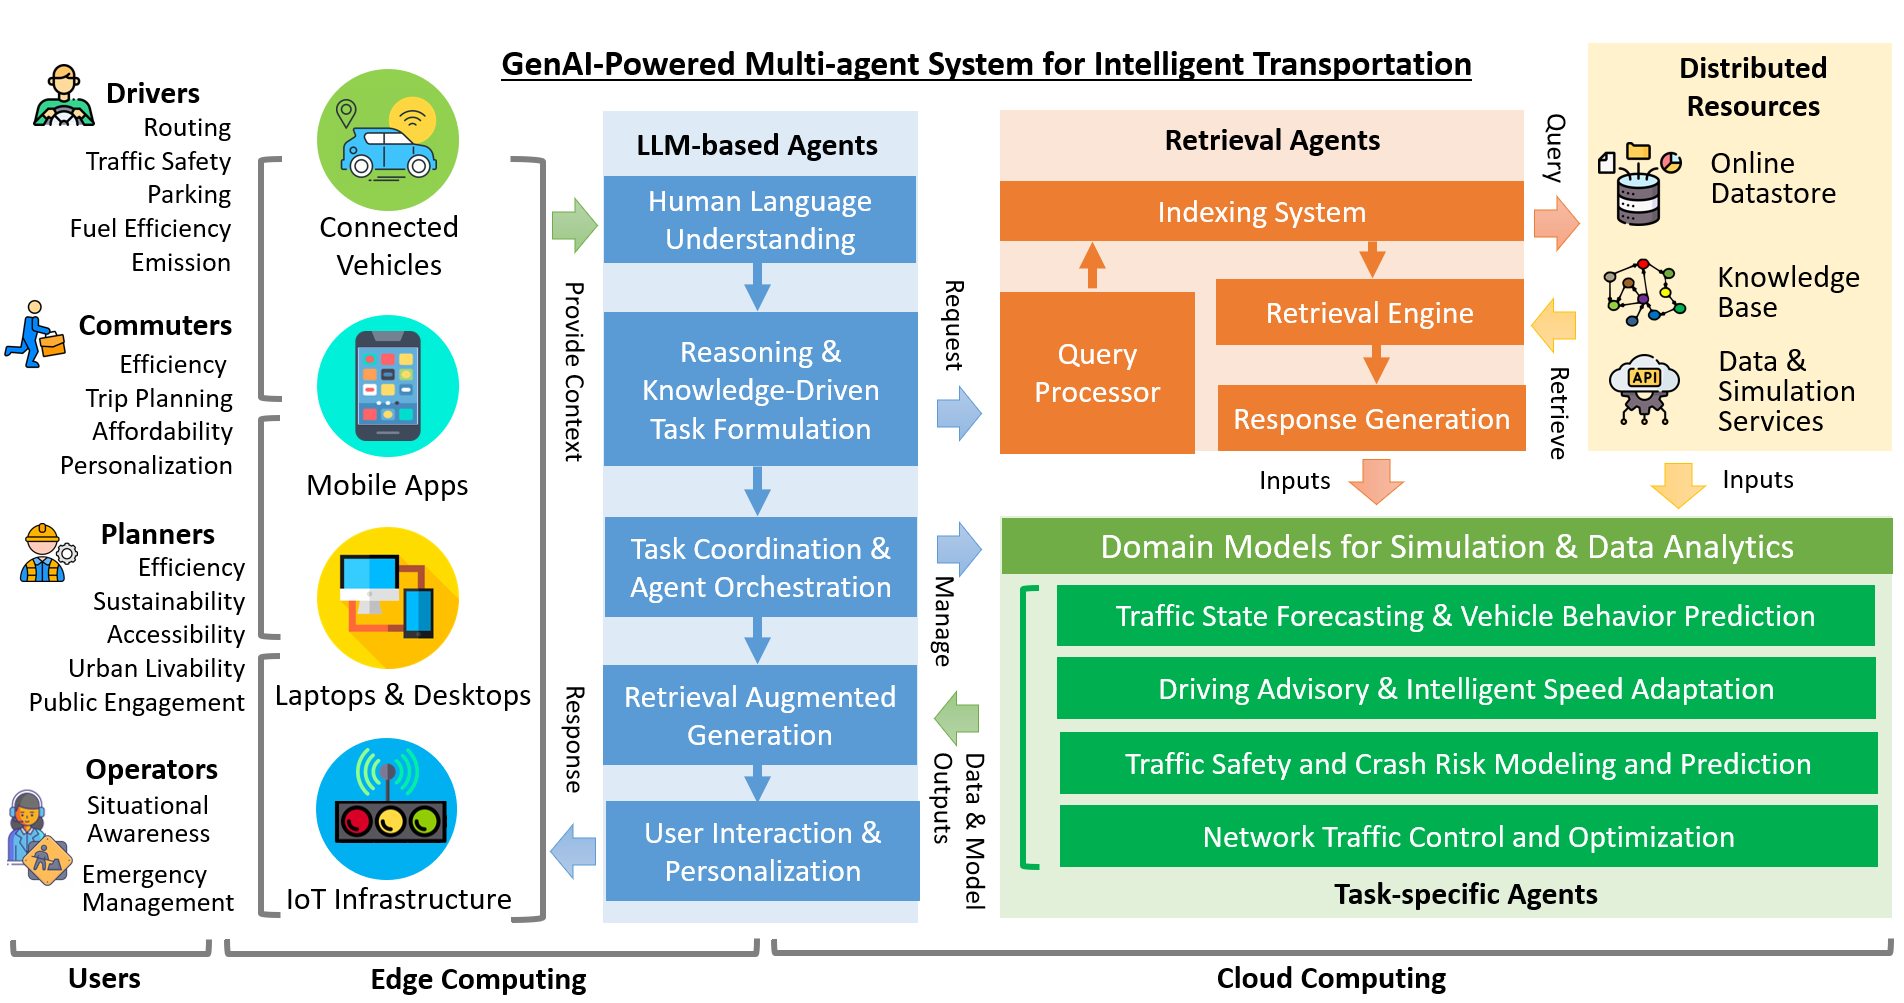 GenAI-Powered Multi-agent System for Intelligent Transportation
Drivers
Routing
Traffic Safety
Parking
Fuel Efficiency
Emission
Commuters
Efficiency
Trip Planning
Affordability
Personalization
Planners
Efficiency
Sustainability
Accessibility
Urban Livability
Public Engagement
Operators
Situational
Awareness
Emergency
Management
Connected
Vehicles
Mobile Apps
Laptops & Desktops
IoT Infrastructure
Provide Context
Response
LLM-based Agents
Human Language
Understanding
Reasoning &
Knowledge-Driven
Task Formulation
Task Coordination &
Agent Orchestration
Retrieval Augmented
Generation
User Interaction &
Personalization
Request
Manage
Data & Model
Outputs
Retrieval Agents
Indexing System
Query
Processor
Retrieval Engine
Response Generation
Query
Retrieve
Distributed
Resources
Online
Datastore
Knowledge
Base
API
Data &
Simulation
Services
Inputs
Inputs
Domain Models for Simulation & Data Analytics
Traffic State Forecasting & Vehicle Behavior Prediction
Driving Advisory & Intelligent Speed Adaptation
Traffic Safety and Crash Risk Modeling and Prediction
Network Traffic Control and Optimization
Task-specific Agents
Users
Edge Computing
Cloud Computing